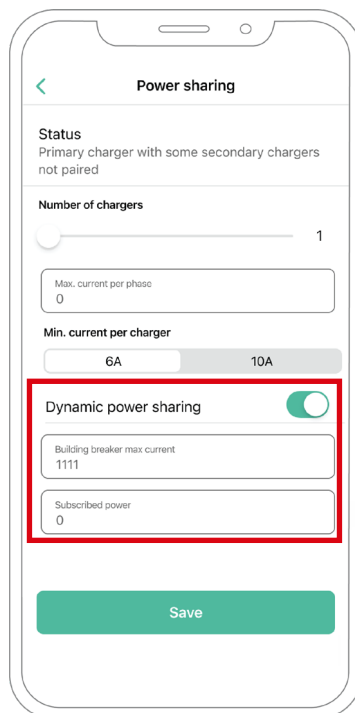 Power sharing
Status
Primary charger with some secondary chargers
not paired
Number of chargers
1
Max. current per phase
0
Min. current per charger
6A 10A
Dynamic power sharing
Building breaker max current
1111
Subscribed power
0
Save